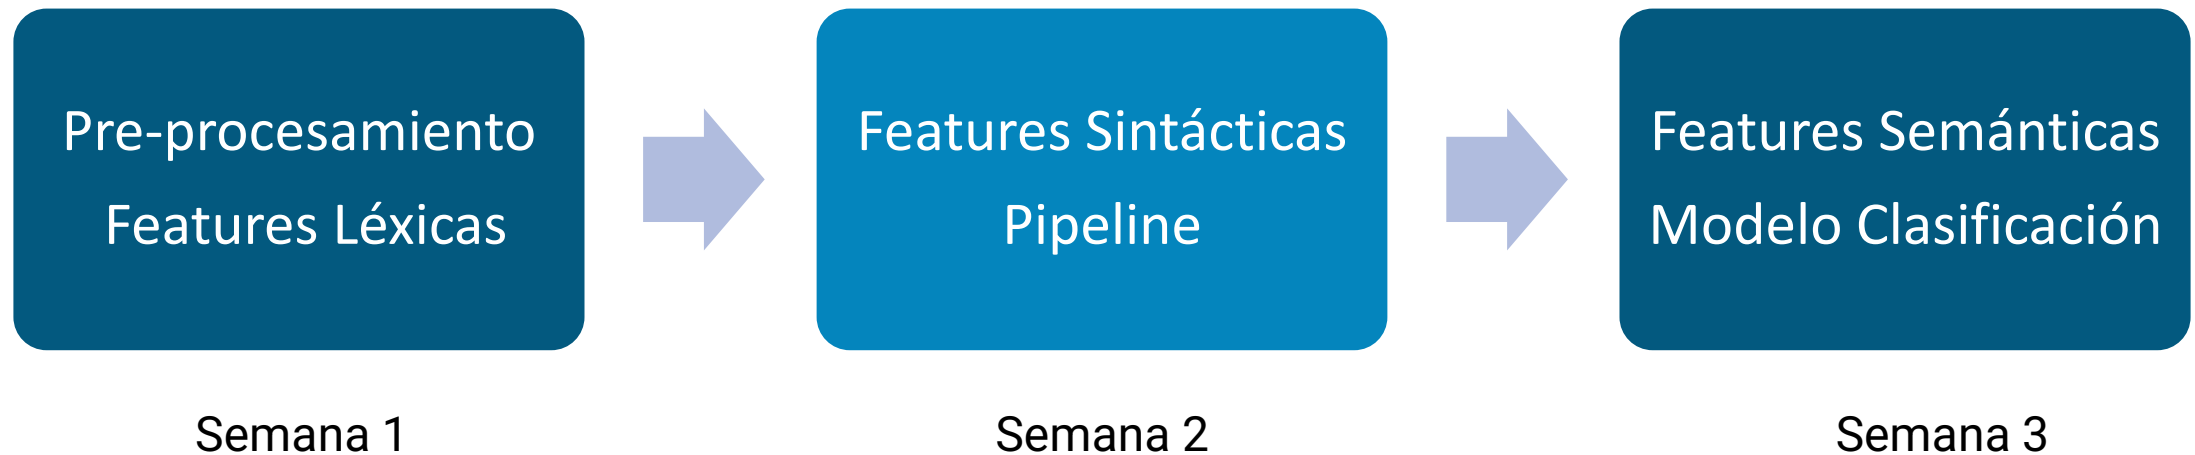 Pre-procesamiento
Features Léxicas
Features Sintácticas
Pipeline
Features Semánticas
Modelo Clasificación
Semana 1
Semana 2
Semana 3